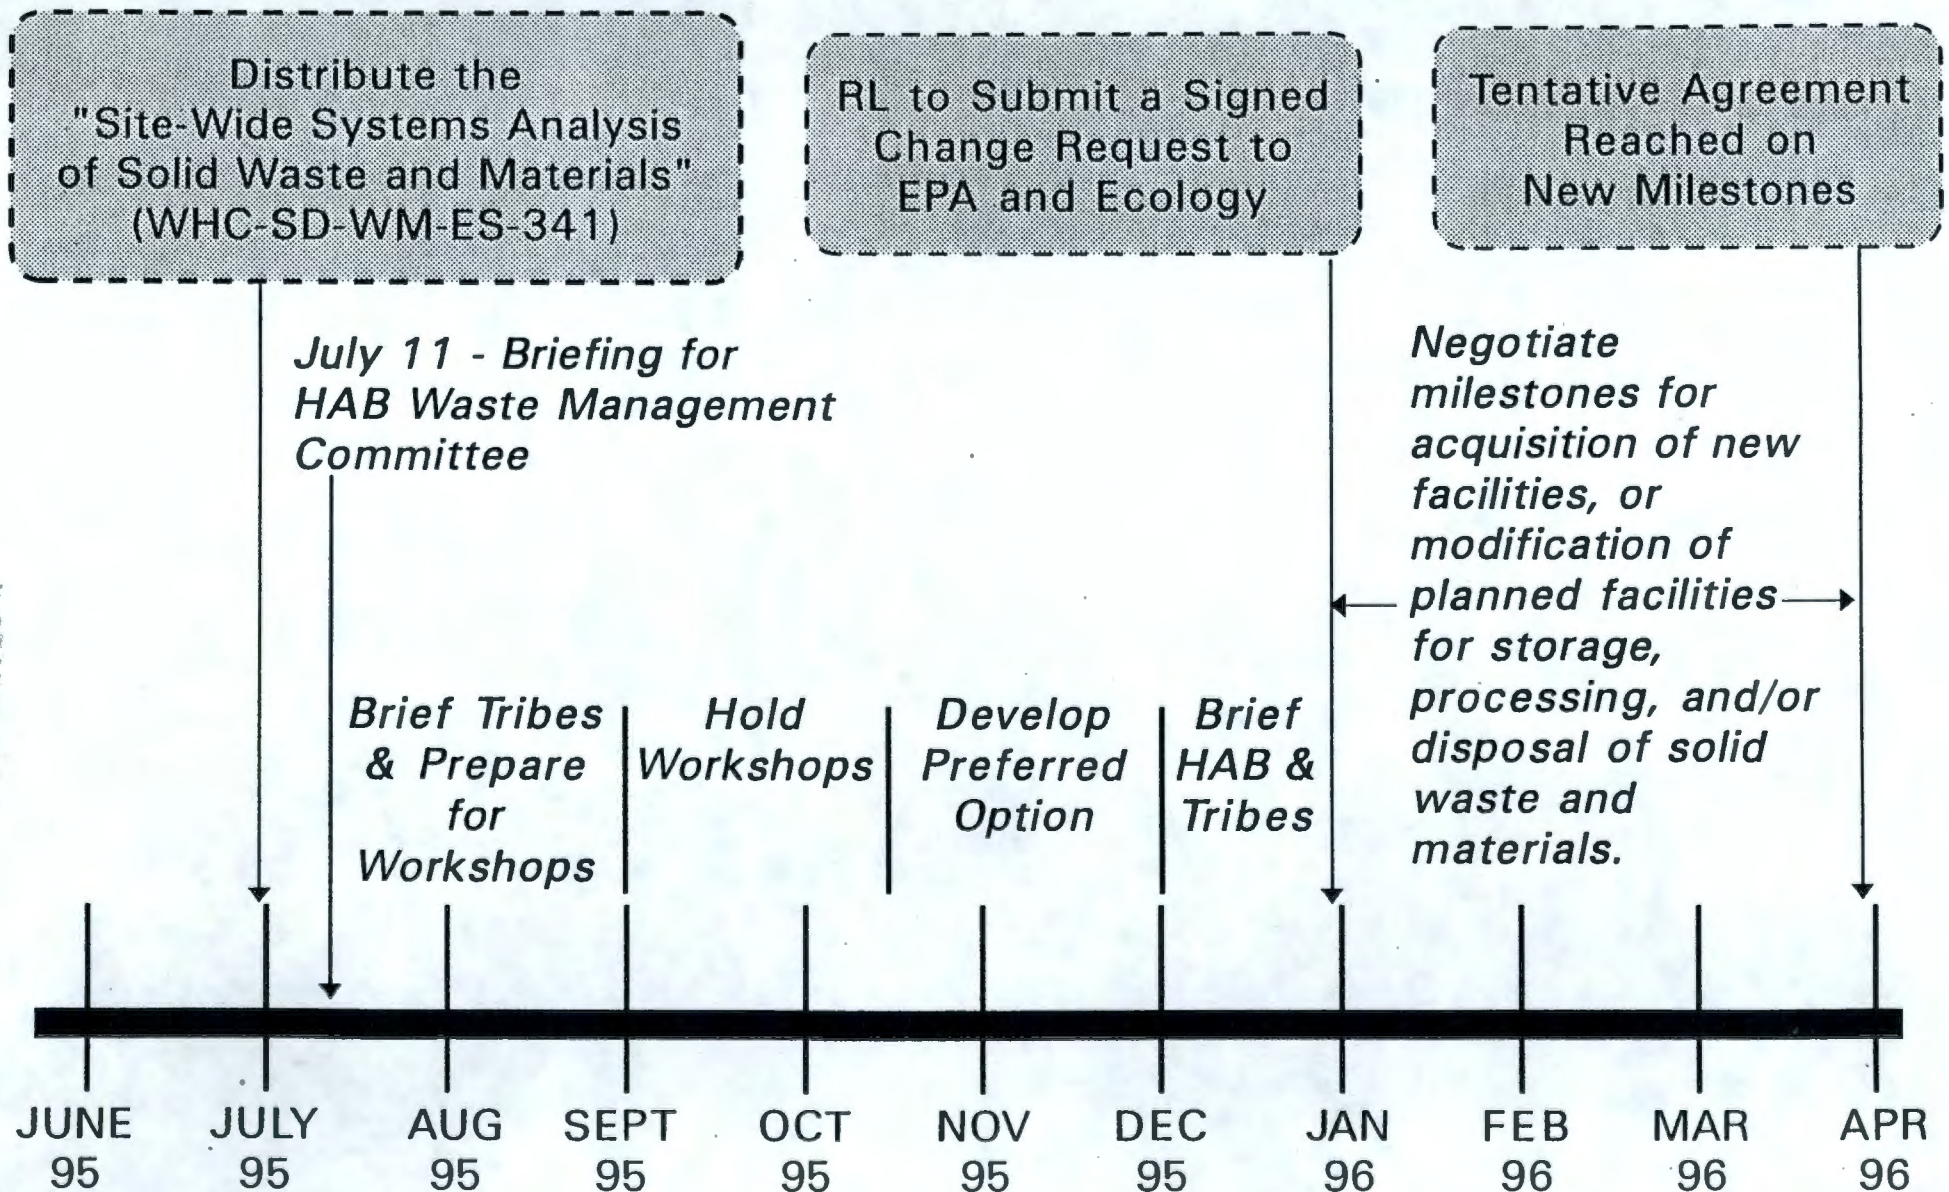 Distribute the
"Site-Wide Systems Analysis
of Solid Waste and Materials"
(WHC-SD-WM-ES-341)
RL to Submit a Signed
Change Request to
EPA and Ecology
Tentative Agreement
Reached on
New Milestones
July 11 - Briefing for
HAB Waste Management
Committee
Negotiate
milestones for
acquisition of new
facilities, or
modification of
planned facilities
for storage,
processing, and/or
disposal of solid
waste and
materials.
Brief Tribes
& Prepare
for
Workshops
Hold
Workshops
Develop
Preferred
Option
Brief
HAB &
Tribes
JUNE
95
JULY
95
AUG
95
SEPT
95
OCT
95
NOV
95
DEC
95
JAN
96
FEB
96
MAR
96
APR
96